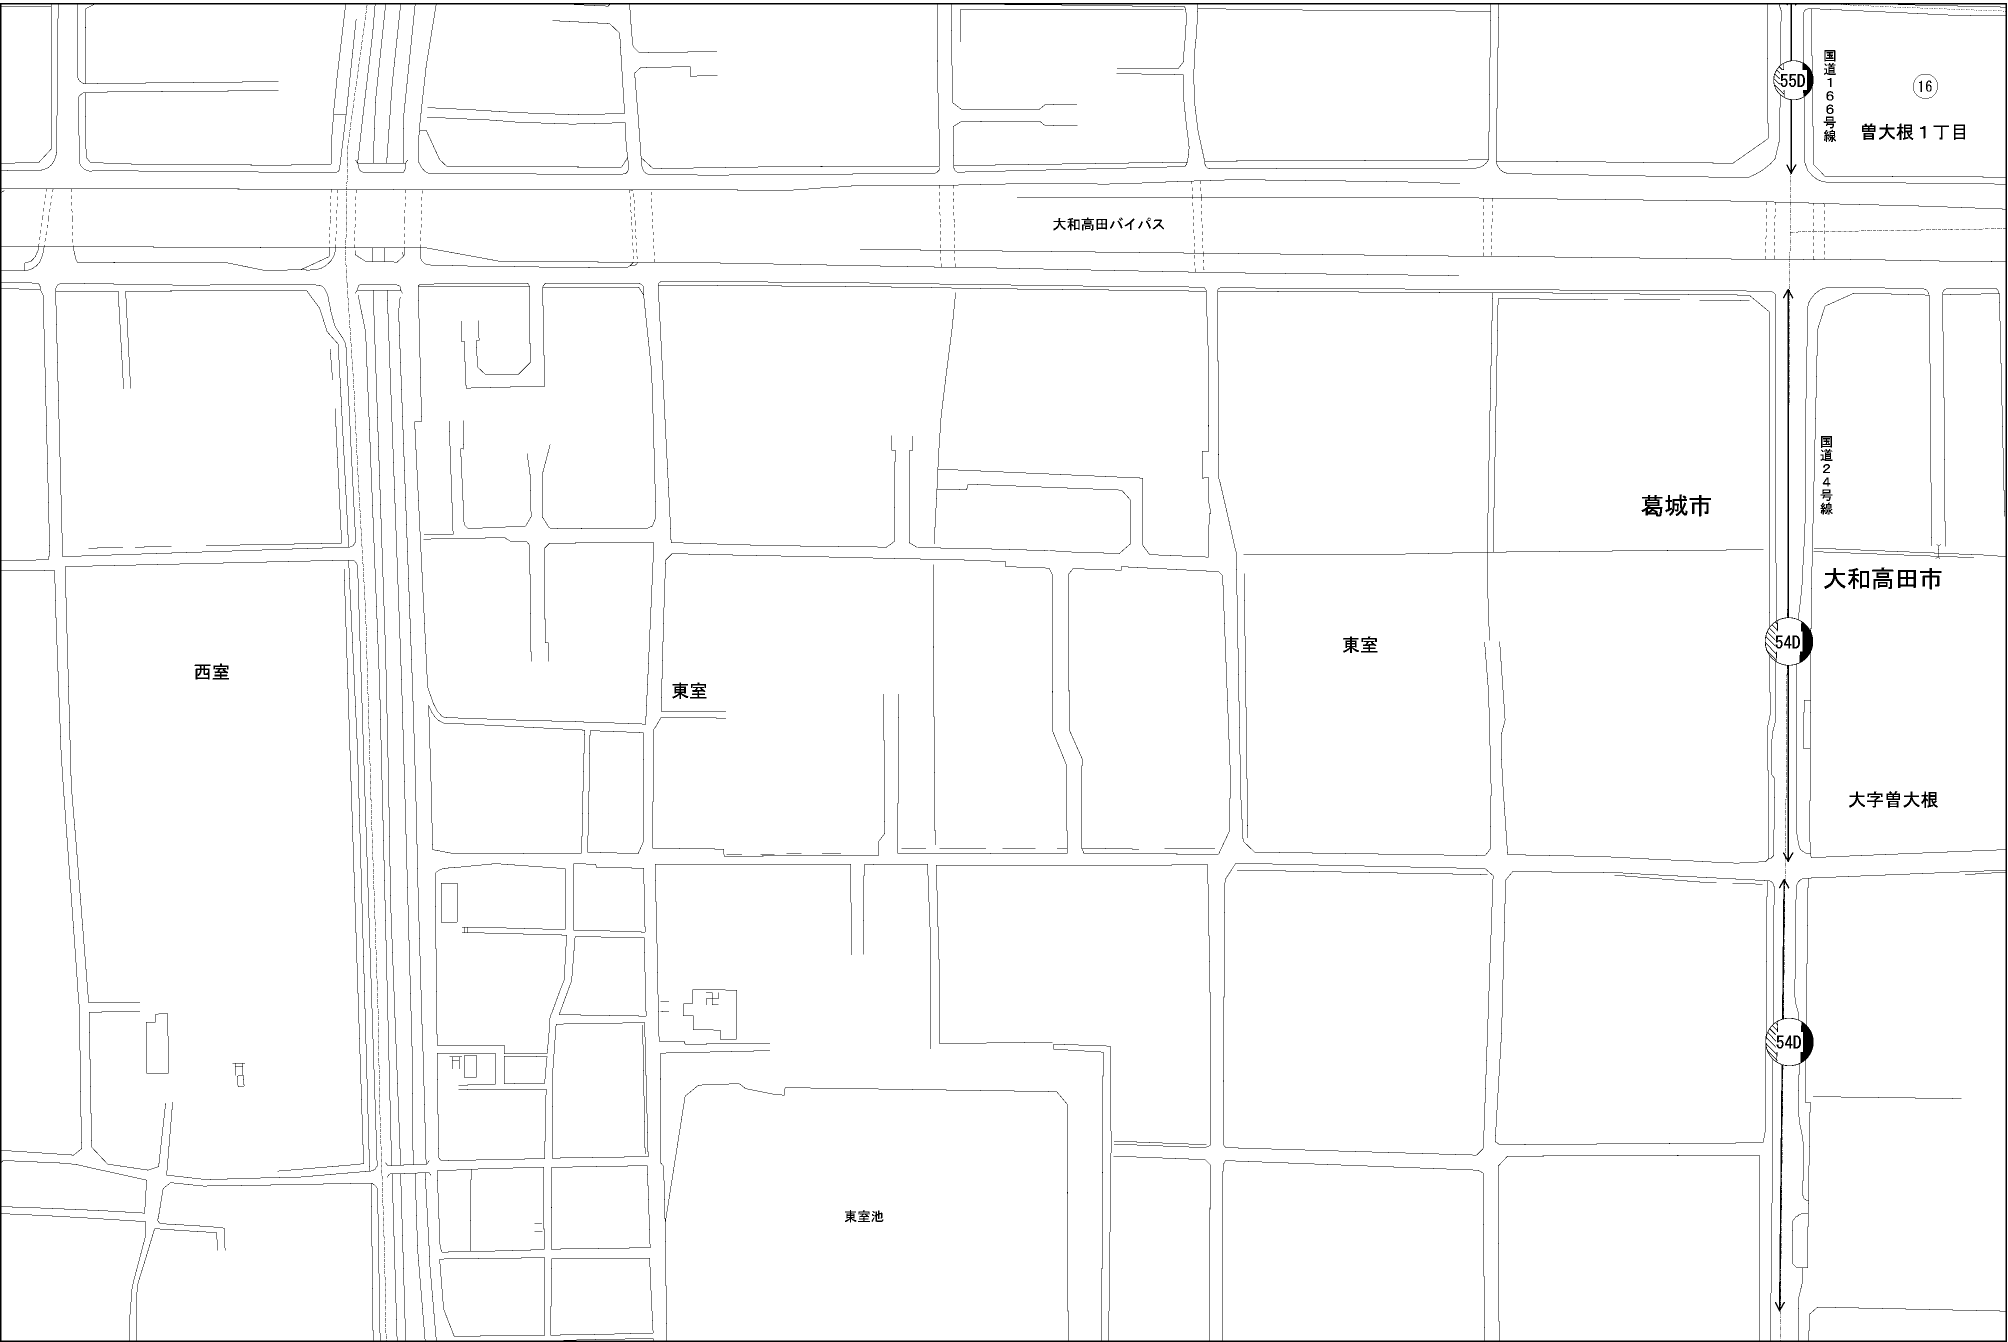 55D
国道166号線
16
曽大根1丁目
大和高田バイパス
国道24号線
葛城市
大和高田市
54D
東室
西室
東室
大字曽大根
54D
東室池